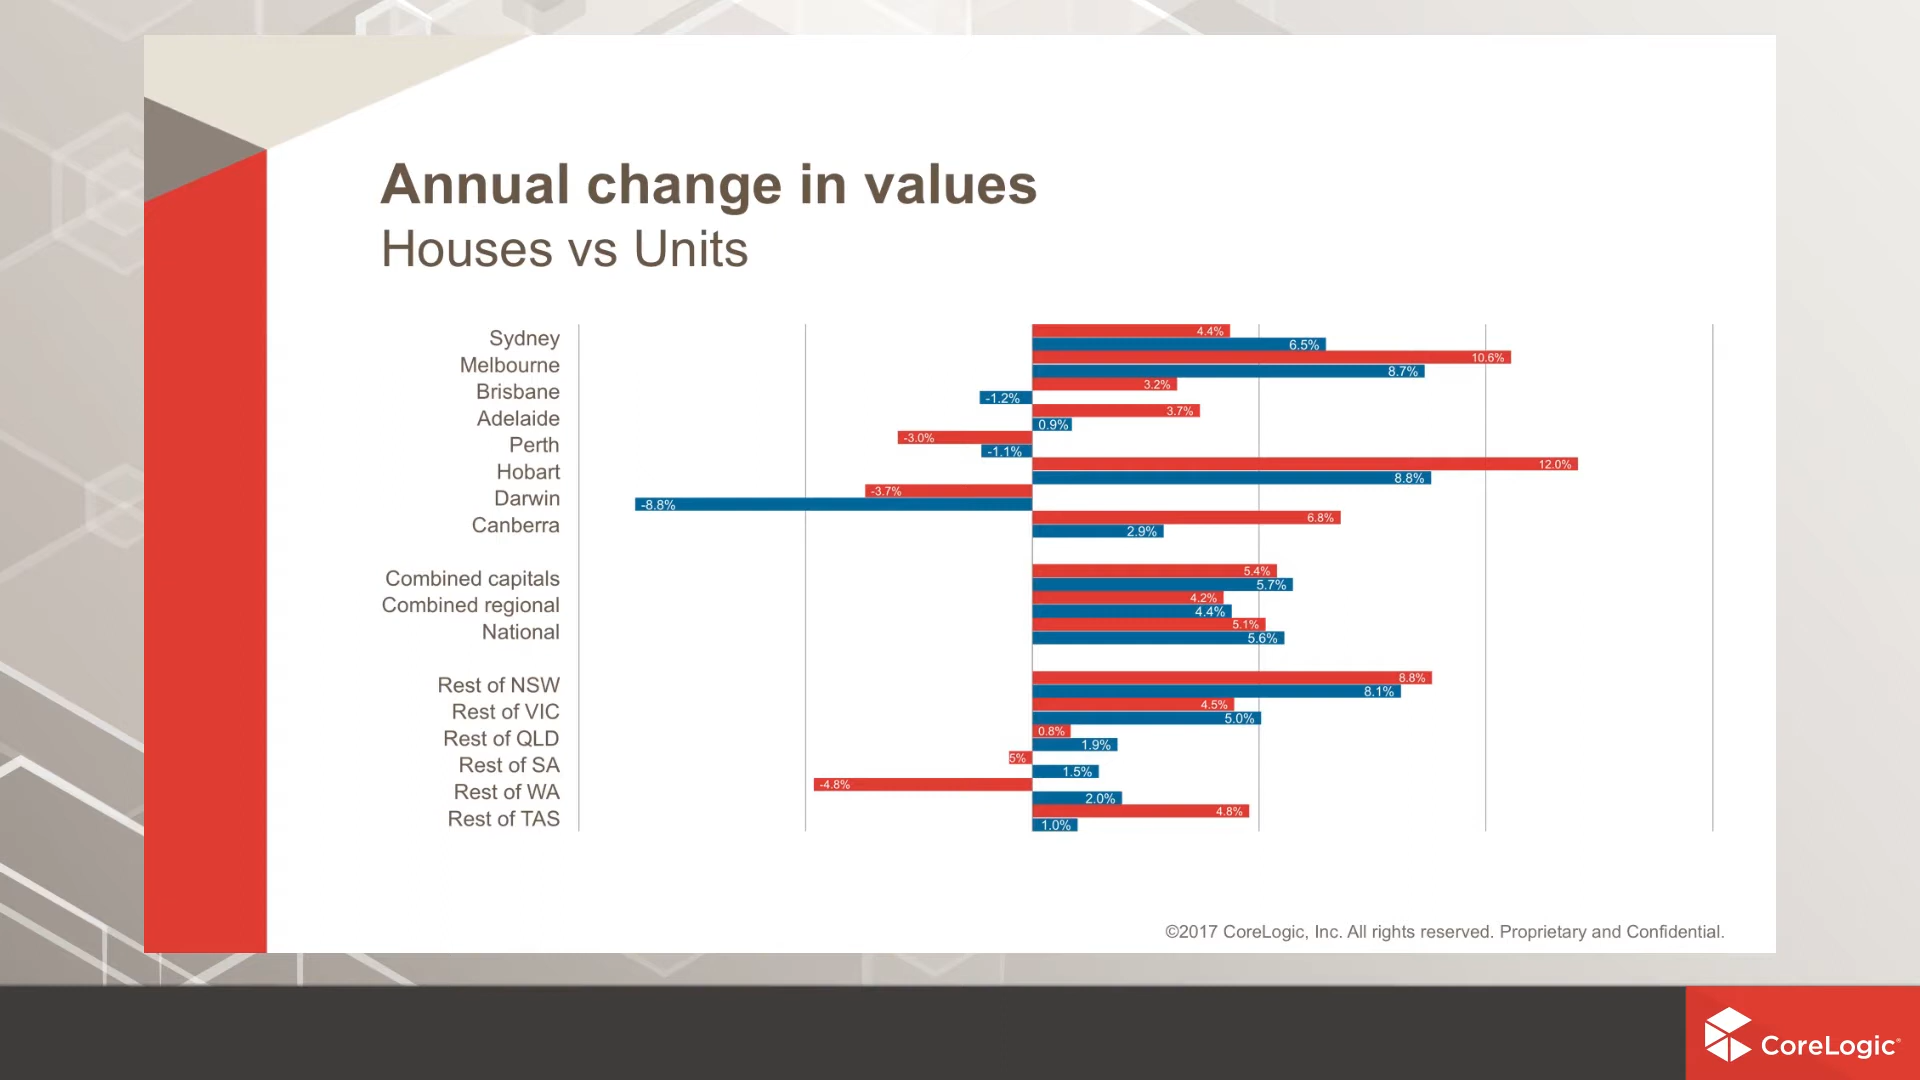 Annual change in values
Houses vs Units
Sydney 4.4% 6.5%
Melbourne 10.6% 8.7%
Brisbane 3.2% -1.2%
Adelaide 3.7% 0.9%
Perth -3.0% -1.1%
Hobart 12.0% 8.8%
Darwin -3.7% -8.8%
Canberra 6.8% 2.9%
Combined capitals 5.4% 5.7%
Combined regional 4.2% 4.4%
National 5.1% 5.6%
Rest of NSW 8.8% 8.1%
Rest of VIC 4.5% 5.0%
Rest of QLD 0.8% 1.9%
Rest of SA 5% 1.5%
Rest of WA -4.8% 2.0%
Rest of TAS 4.8% 1.0%
©2017 CoreLogic, Inc. All rights reserved. Proprietary and Confidential.
CoreLogic